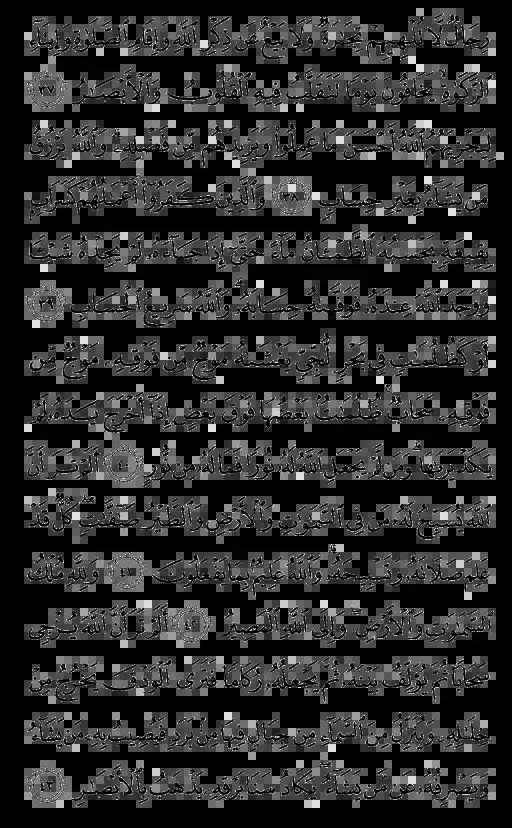 رِجَالٌ لَّا تُلْهِيهِمْ تِجَٰرَةٌ وَلَا بَيْعٌ عَن ذِكْرِ ٱللَّهِ وَإِقَامِ ٱلصَّلَوٰةِ وَإِيتَآءِ
ٱلزَّكَوٰةِ يَخَافُونَ يَوْمًا تَتَقَلَّبُ فِيهِ ٱلْقُلُوبُ وَٱلْأَبْصَٰرُ ٣٧
لِيَجْزِيَهُمُ ٱللَّهُ أَحْسَنَ مَا عَمِلُوا۟ وَيَزِيدَهُم مِّن فَضْلِهِۦ وَٱللَّهُ يَرْزُقُ
مَن يَشَآءُ بِغَيْرِ حِسَابٍ ٣٨ وَٱلَّذِينَ كَفَرُوٓا۟ أَعْمَٰلُهُمْ كَسَرَابٍۭ
بِقِيعَةٍ يَحْسَبُهُ ٱلظَّمْـَٔانُ مَآءً حَتَّىٰٓ إِذَا جَآءَهُۥ لَمْ يَجِدْهُ شَيْـًٔا
وَوَجَدَ ٱللَّهَ عِندَهُۥ فَوَفَّىٰهُ حِسَابَهُۥ وَٱللَّهُ سَرِيعُ ٱلْحِسَابِ ٣٩
أَوْ كَظُلُمَٰتٍ فِى بَحْرٍ لُّجِّىٍّ يَغْشَىٰهُ مَوْجٌ مِّن فَوْقِهِۦ مَوْجٌ مِّن
فَوْقِهِۦ سَحَابٌ ظُلُمَٰتٌۢ بَعْضُهَا فَوْقَ بَعْضٍ إِذَآ أَخْرَجَ يَدَهُۥ لَمْ
يَكَدْ يَرَىٰهَا وَمَن لَّمْ يَجْعَلِ ٱللَّهُ لَهُۥ نُورًا فَمَا لَهُۥ مِن نُّورٍ ٤٠ أَلَمْ تَرَ أَنَّ
ٱللَّهَ يُسَبِّحُ لَهُۥ مَن فِى ٱلسَّمَٰوَٰتِ وَٱلْأَرْضِ وَٱلطَّيْرُ صَٰٓفَّٰتٍ كُلٌّ قَدْ
عَلِمَ صَلَاتَهُۥ وَتَسْبِيحَهُۥ وَٱللَّهُ عَلِيمٌۢ بِمَا يَفْعَلُونَ ٤١ وَلِلَّهِ مُلْكُ
ٱلسَّمَٰوَٰتِ وَٱلْأَرْضِ وَإِلَى ٱللَّهِ ٱلْمَصِيرُ ٤٢ أَلَمْ تَرَ أَنَّ ٱللَّهَ يُزْجِى
سَحَابًا ثُمَّ يُؤَلِّفُ بَيْنَهُۥ ثُمَّ يَجْعَلُهُۥ رُكَامًا فَتَرَى ٱلْوَدْقَ يَخْرُجُ مِنْ
خِلَٰلِهِۦ وَيُنَزِّلُ مِنَ ٱلسَّمَآءِ مِن جِبَالٍ فِيهَا مِنۢ بَرَدٍ فَيُصِيبُ بِهِۦ مَن يَشَآءُ
وَيَصْرِفُهُۥ عَن مَّن يَشَآءُ يَكَادُ سَنَا بَرْقِهِۦ يَذْهَبُ بِٱلْأَبْصَٰرِ ٤٣